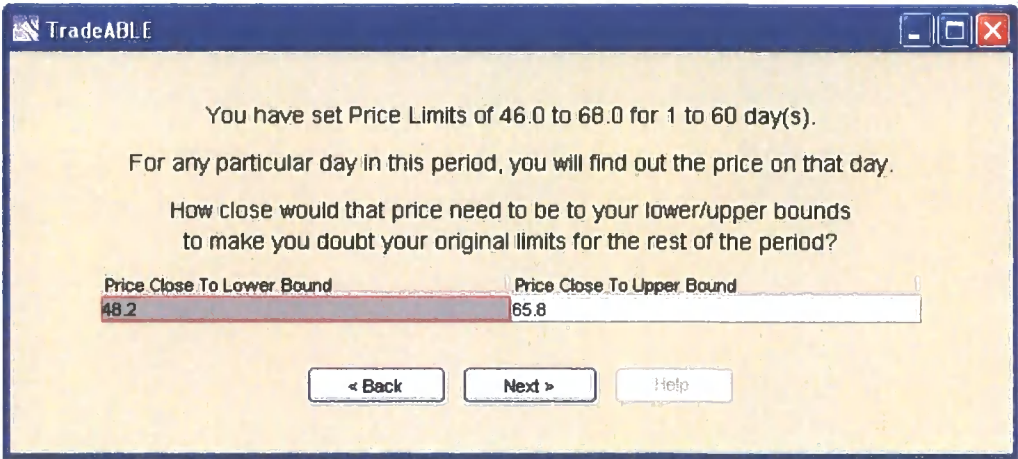 TradeABLE
You have set Price Limits of 46.0 to 68.0 for 1 to 60 day(s).
For any particular day in this period, you will find out the price on that day.
How close would that price need to be to your lower/upper bounds
to make you doubt your original limits for the rest of the period?
Price Close To Lower Bound Price Close To Upper Bound
48.2 65.8
< Back Next > Help